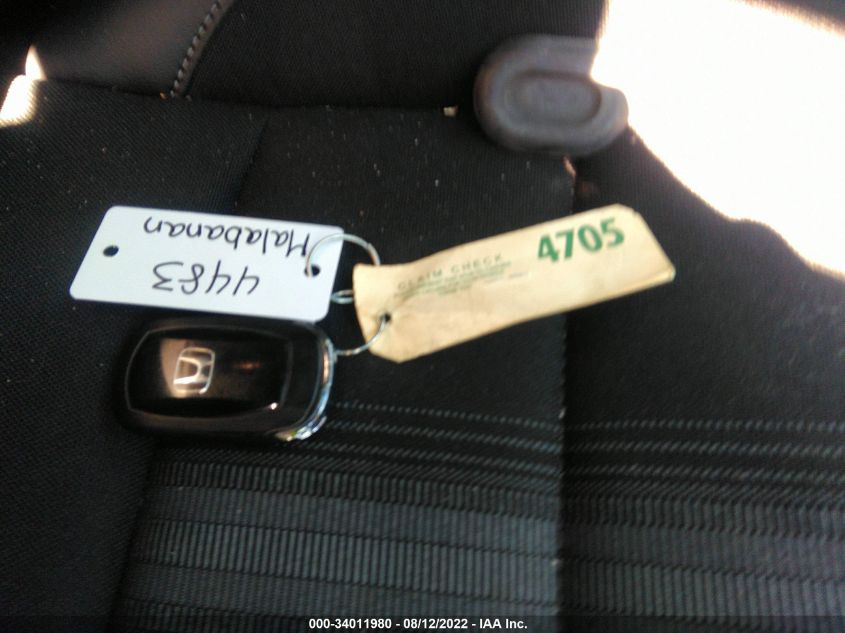 Malabanan
4483
4705
CLAIM CHECK
000-34011980 - 08/12/2022 - IAA Inc.